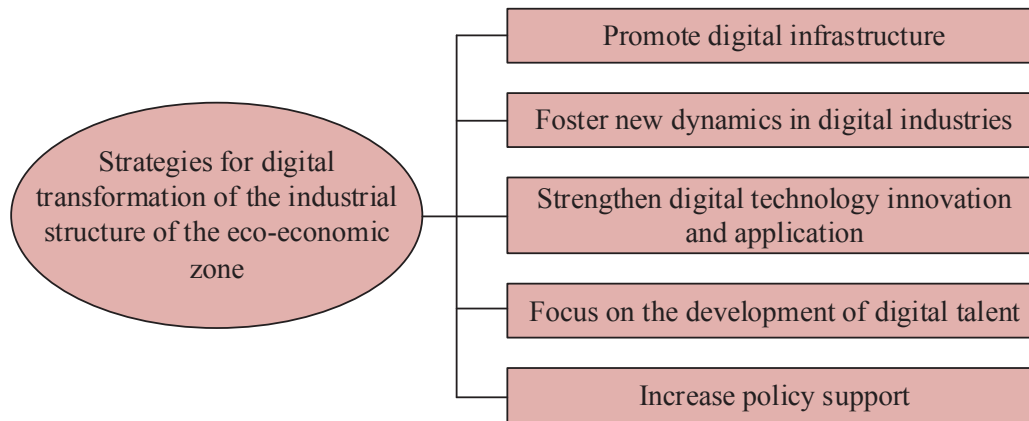 Strategies for digital
transformation of the industrial
structure of the eco-economic
zone
Promote digital infrastructure
Foster new dynamics in digital industries
Strengthen digital technology innovation
and application
Focus on the development of digital talent
Increase policy support